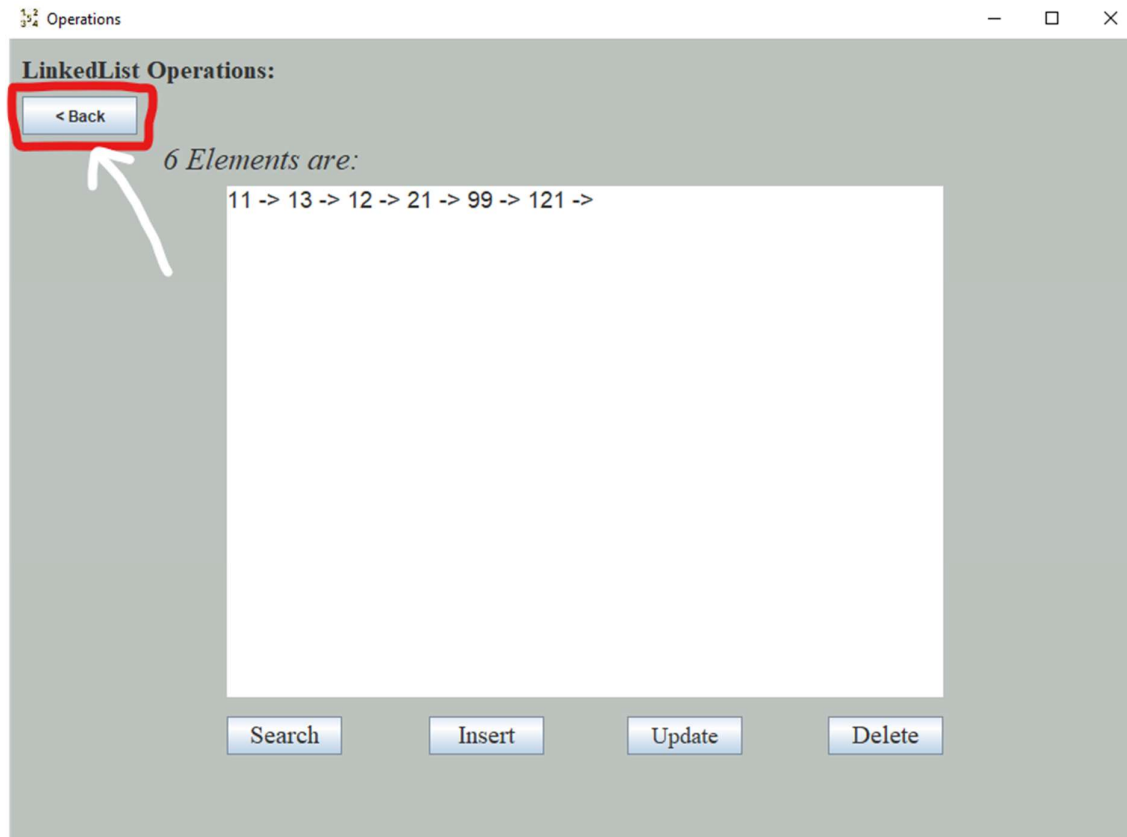 Operations
LinkedList Operations:
< Back
6 Elements are:
11 -> 13 -> 12 -> 21 -> 99 -> 121 ->
Search Insert Update Delete